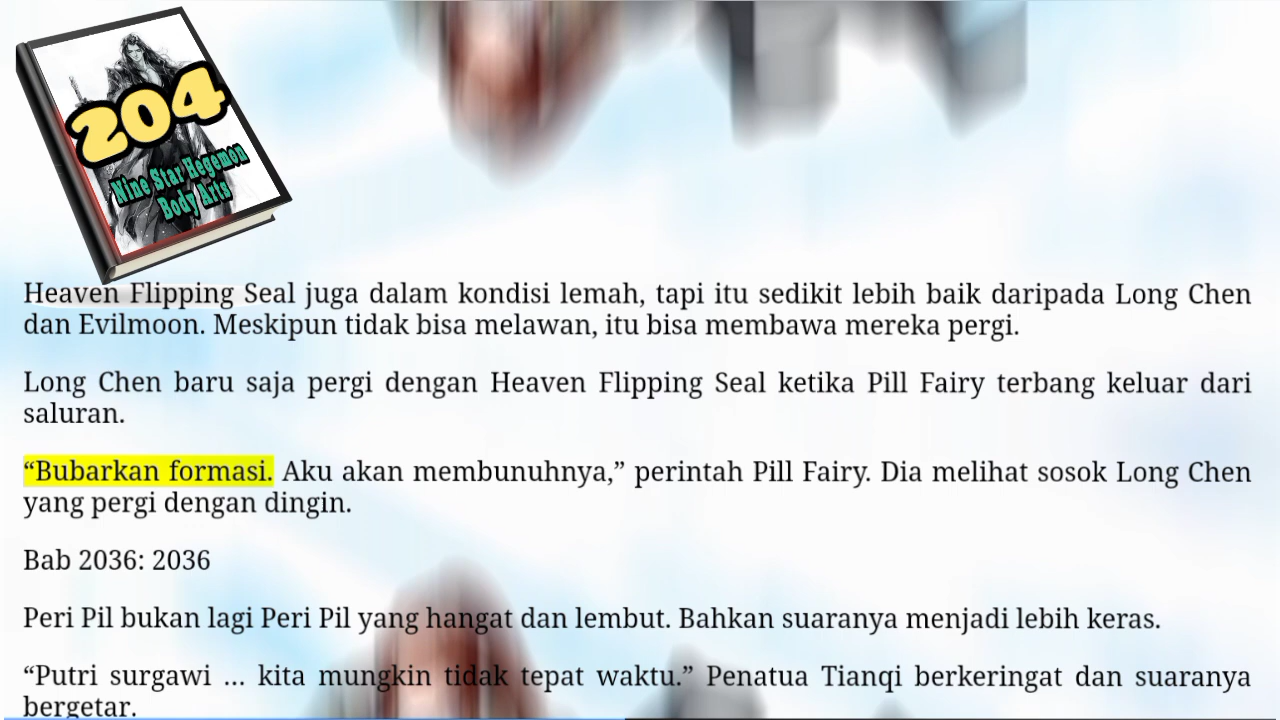 204
Nine Star Hegemon
Body Arts
Heaven Flipping Seal juga dalam kondisi lemah, tapi itu sedikit lebih baik daripada Long Chen
dan Evilmoon. Meskipun tidak bisa melawan, itu bisa membawa mereka pergi.
Long Chen baru saja pergi dengan Heaven Flipping Seal ketika Pill Fairy terbang keluar dari
saluran.
“Bubarkan formasi. Aku akan membunuhnya,” perintah Pill Fairy. Dia melihat sosok Long Chen
yang pergi dengan dingin.
Bab 2036: 2036
Peri Pil bukan lagi Peri Pil yang hangat dan lembut. Bahkan suaranya menjadi lebih keras.
“Putri surgawi … kita mungkin tidak tepat waktu.” Penatua Tianqi berkeringat dan suaranya
bergetar.